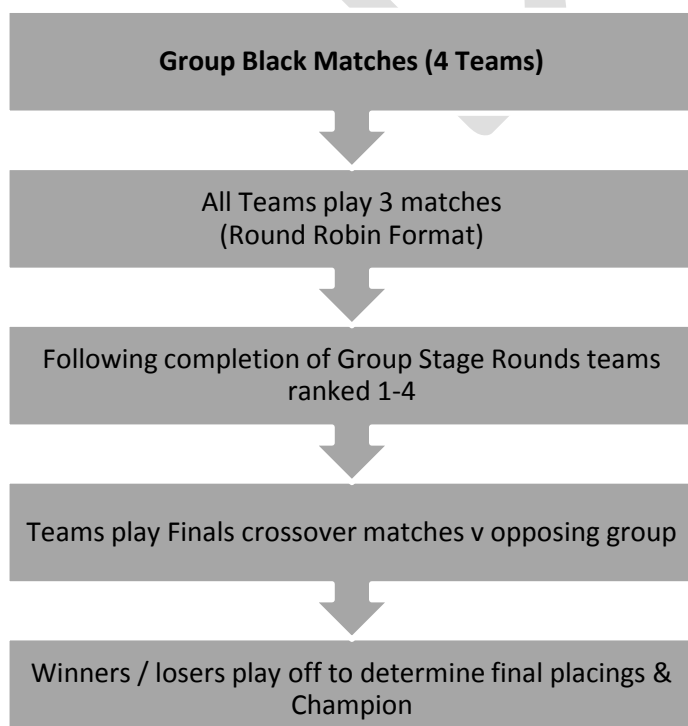 Group Black Matches (4 Teams)
All Teams play 3 matches
(Round Robin Format)
Following completion of Group Stage Rounds teams
ranked 1-4
Teams play Finals crossover matches v opposing group
Winners / losers play off to determine final placings &
Champion